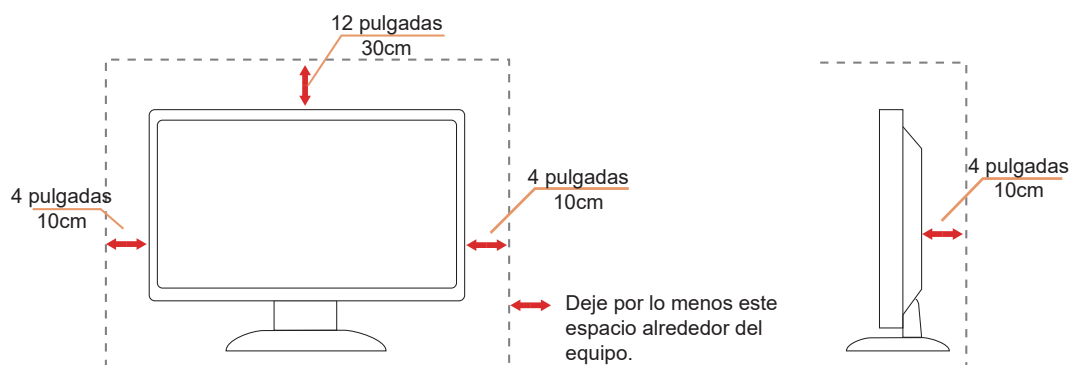 12 pulgadas
30cm
4 pulgadas
10cm
4 pulgadas
10cm
4 pulgadas
10cm
Deje por lo menos este
espacio alrededor del
equipo.